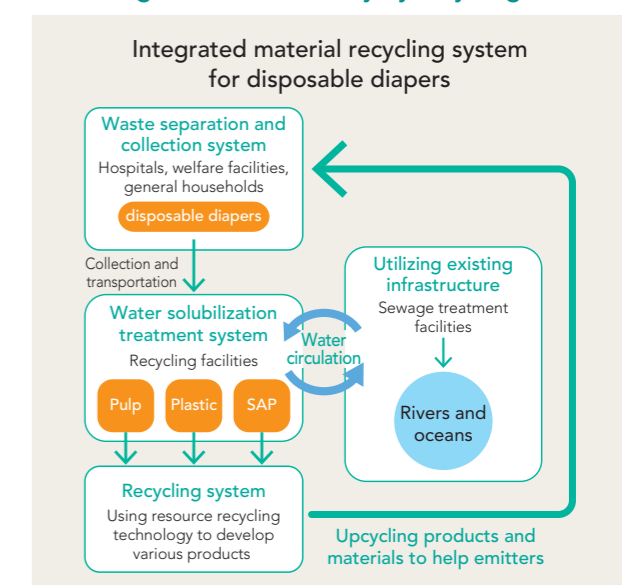 Integrated material recycling system
for disposable diapers
Waste separation and
collection system
Hospitals, welfare facilities,
general households
disposable diapers
Collection and
transportation
Water solubilization
treatment system
Recycling facilities
Pulp
Plastic
SAP
Water
circulation
Utilizing existing
infrastructure
Sewage treatment
facilities
Rivers and
oceans
Recycling system
Using resource recycling
technology to develop
various products
Upcycling products and
materials to help emitters